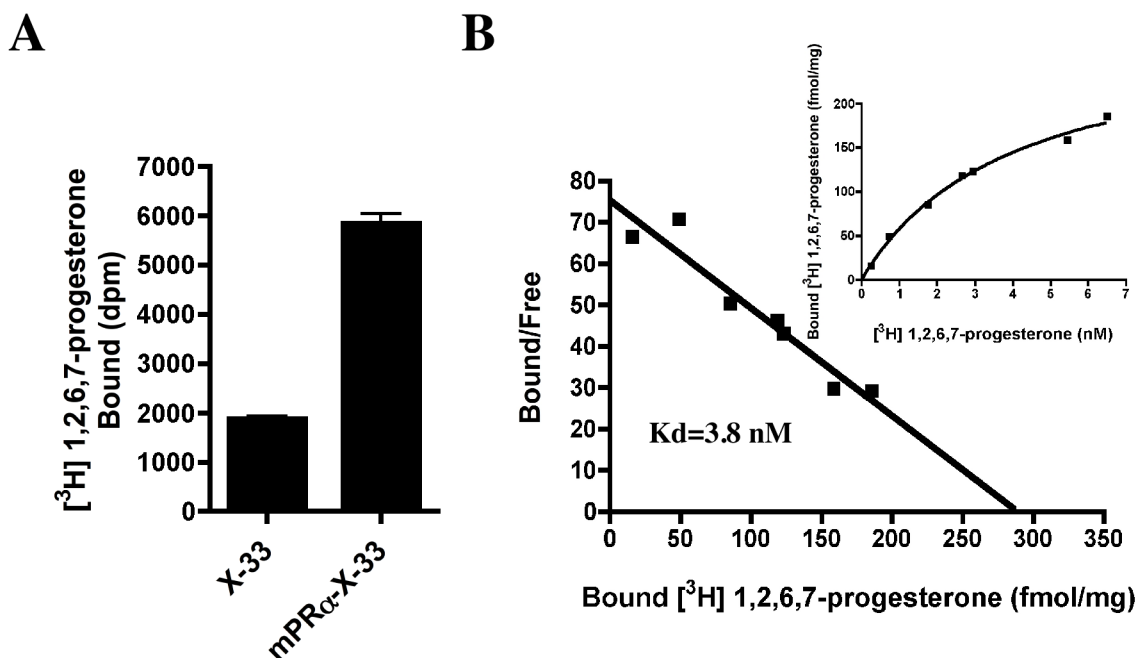 A
[³H] 1,2,6,7-progesterone
Bound (dpm)
7000
6000
5000
4000
3000
2000
1000
0
X-33
mPRα-X-33
B
Bound/Free
80
70
60
50
40
30
20
10
0
0 50 100 150 200 250 300 350
Kd=3.8 nM
Bound [³H] 1,2,6,7-progesterone (fmol/mg)
Bound [³H] 1,2,6,7-progesterone (fmol/mg)
200
150
100
50
0
0 1 2 3 4 5 6 7
[³H] 1,2,6,7-progesterone (nM)